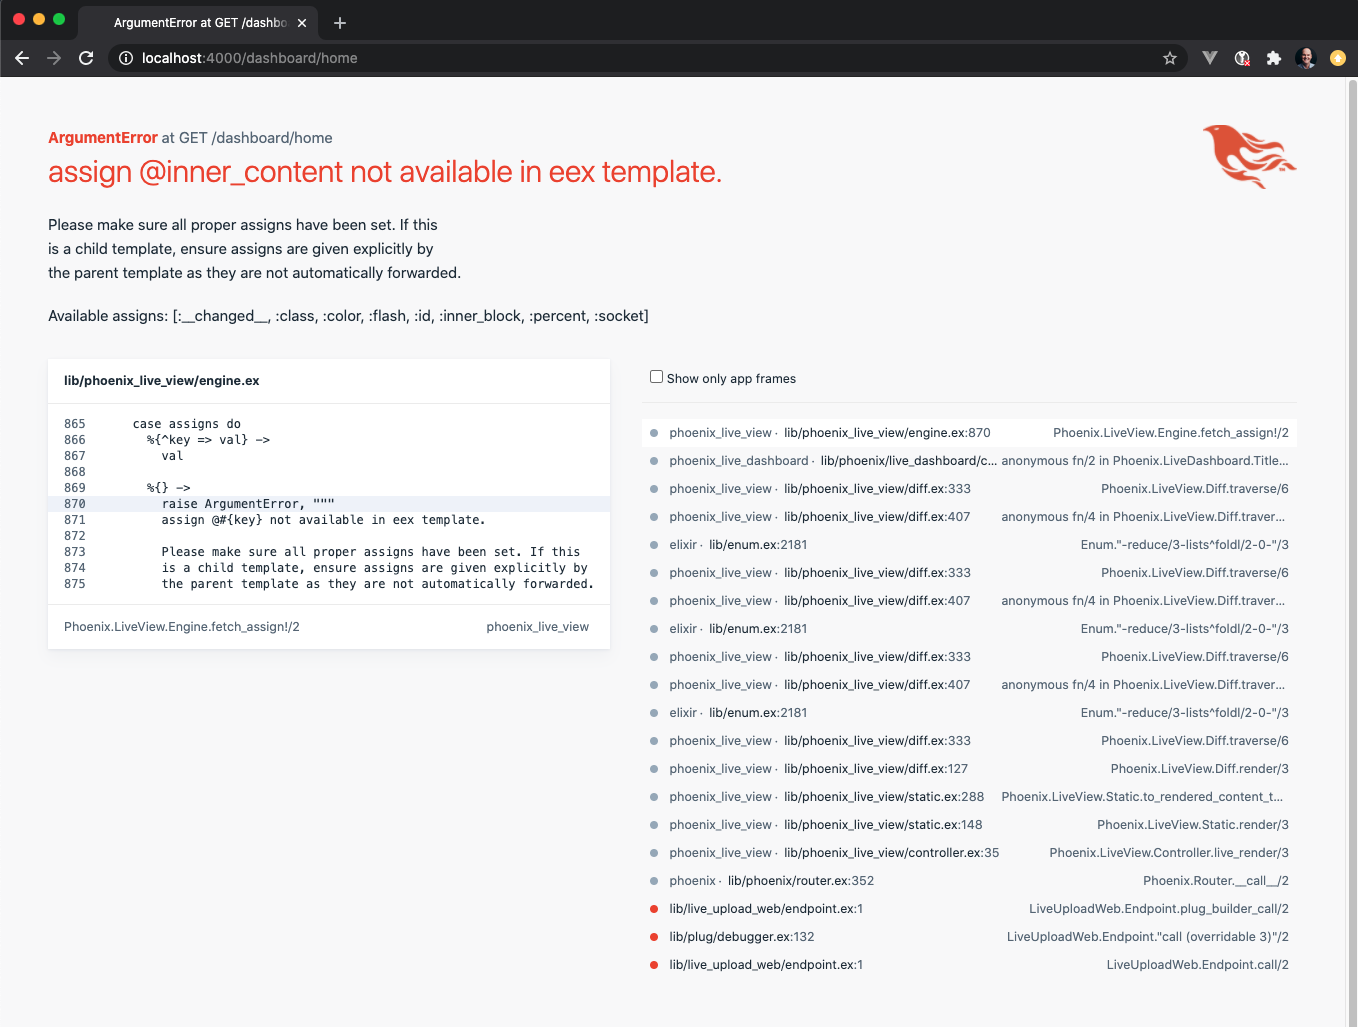 ArgumentError at GET /dashbo
localhost:4000/dashboard/home
ArgumentError at GET /dashboard/home
assign @inner_content not available in eex template.
Please make sure all proper assigns have been set. If this
is a child template, ensure assigns are given explicitly by
the parent template as they are not automatically forwarded.
Available assigns: [:__changed__, :class, :color, :flash, :id, :inner_block, :percent, :socket]
lib/phoenix_live_view/engine.ex
865 case assigns do
866 %{^key => val} ->
867 val
868
869 %{} ->
870 raise ArgumentError, """
871 assign @#{key} not available in eex template.
872
873 Please make sure all proper assigns have been set. If this
874 is a child template, ensure assigns are given explicitly by
875 the parent template as they are not automatically forwarded.
Phoenix.LiveView.Engine.fetch_assign!/2 phoenix_live_view
Show only app frames
phoenix_live_view · lib/phoenix_live_view/engine.ex:870 Phoenix.LiveView.Engine.fetch_assign!/2
phoenix_live_dashboard · lib/phoenix/live_dashboard/c... anonymous fn/2 in Phoenix.LiveDashboard.Title...
phoenix_live_view · lib/phoenix_live_view/diff.ex:333 Phoenix.LiveView.Diff.traverse/6
phoenix_live_view · lib/phoenix_live_view/diff.ex:407 anonymous fn/4 in Phoenix.LiveView.Diff.traver...
elixir · lib/enum.ex:2181 Enum."-reduce/3-lists^foldl/2-0-"/3
phoenix_live_view · lib/phoenix_live_view/diff.ex:333 Phoenix.LiveView.Diff.traverse/6
phoenix_live_view · lib/phoenix_live_view/diff.ex:407 anonymous fn/4 in Phoenix.LiveView.Diff.traver...
elixir · lib/enum.ex:2181 Enum."-reduce/3-lists^foldl/2-0-"/3
phoenix_live_view · lib/phoenix_live_view/diff.ex:333 Phoenix.LiveView.Diff.traverse/6
phoenix_live_view · lib/phoenix_live_view/diff.ex:407 anonymous fn/4 in Phoenix.LiveView.Diff.traver...
elixir · lib/enum.ex:2181 Enum."-reduce/3-lists^foldl/2-0-"/3
phoenix_live_view · lib/phoenix_live_view/diff.ex:333 Phoenix.LiveView.Diff.traverse/6
phoenix_live_view · lib/phoenix_live_view/diff.ex:127 Phoenix.LiveView.Diff.render/3
phoenix_live_view · lib/phoenix_live_view/static.ex:288 Phoenix.LiveView.Static.to_rendered_content_t...
phoenix_live_view · lib/phoenix_live_view/static.ex:148 Phoenix.LiveView.Static.render/3
phoenix_live_view · lib/phoenix_live_view/controller.ex:35 Phoenix.LiveView.Controller.live_render/3
phoenix · lib/phoenix/router.ex:352 Phoenix.Router.__call__/2
lib/live_upload_web/endpoint.ex:1 LiveUploadWeb.Endpoint.plug_builder_call/2
lib/plug/debugger.ex:132 LiveUploadWeb.Endpoint."call (overridable 3)"/2
lib/live_upload_web/endpoint.ex:1 LiveUploadWeb.Endpoint.call/2